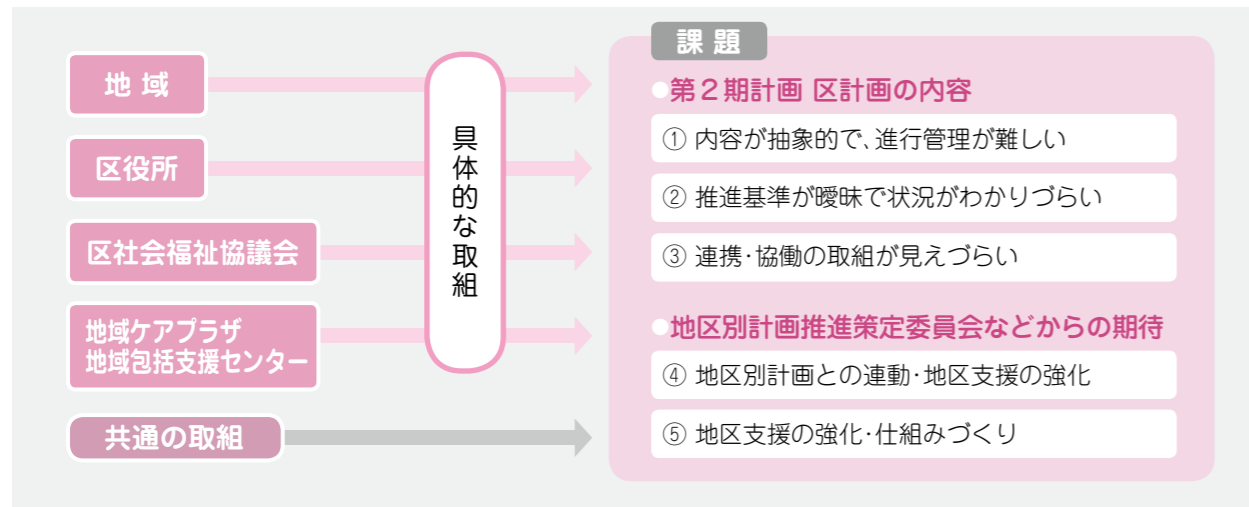 地域
区役所
区社会福祉協議会
地域ケアプラザ
地域包括支援センター
共通の取組
具体的な取組
課題
●第2期計画 区計画の内容
① 内容が抽象的で、進行管理が難しい
② 推進基準が曖昧で状況がわかりづらい
③ 連携・協働の取組が見えづらい
●地区別計画推進策定委員会などからの期待
④ 地区別計画との連動・地区支援の強化
⑤ 地区支援の強化・仕組みづくり